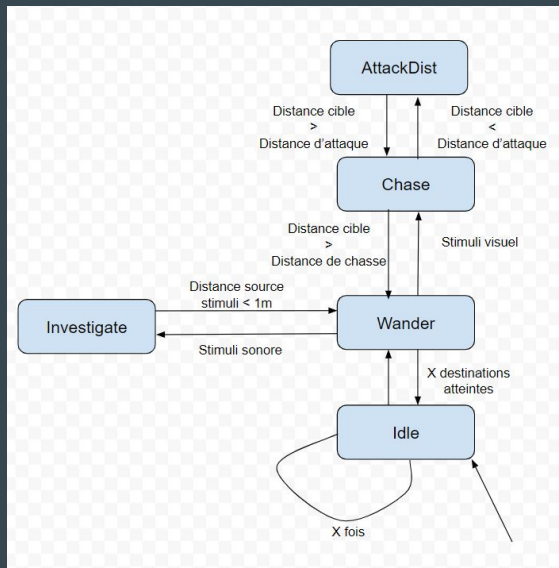 AttackDist
Distance cible
>
Distance d'attaque
Distance cible
<
Distance d'attaque
Chase
Distance cible
>
Distance de chasse
Stimuli visuel
Distance source
stimuli < 1m
Investigate
Wander
Stimuli sonore
X destinations
atteintes
Idle
X fois